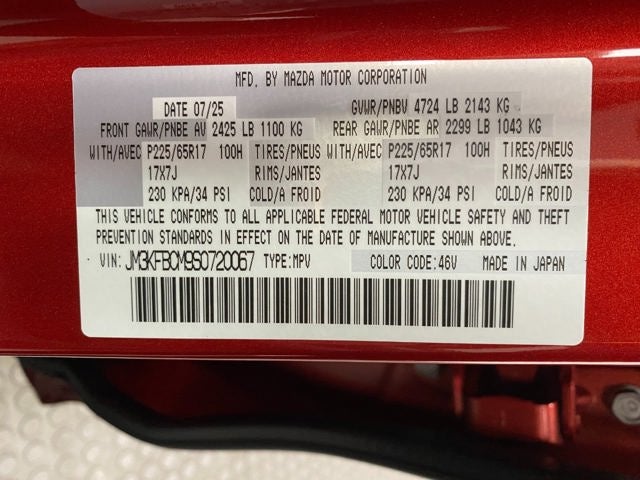 MFD. BY MAZDA MOTOR CORPORATION
DATE 07/25 GVWR/PNBV 4724 LB 2143 KG
FRONT GAWR/PNBE AV 2425 LB 1100 KG REAR GAWR/PNBE AR 2299 LB 1043 KG
WITH/AVEC P225/65R17 100H TIRES/PNEUS WITH/AVEC P225/65R17 100H TIRES/PNEUS
17X7J RIMS/JANTES 17X7J RIMS/JANTES
230 KPA/34 PSI COLD/A FROID 230 KPA/34 PSI COLD/A FROID
THIS VEHICLE CONFORMS TO ALL APPLICABLE FEDERAL MOTOR VEHICLE SAFETY AND THEFT
PREVENTION STANDARDS IN EFFECT ON THE DATE OF MANUFACTURE SHOWN ABOVE.
VIN: JM3KFBCM9S0720067 TYPE:MPV COLOR CODE:46V MADE IN JAPAN